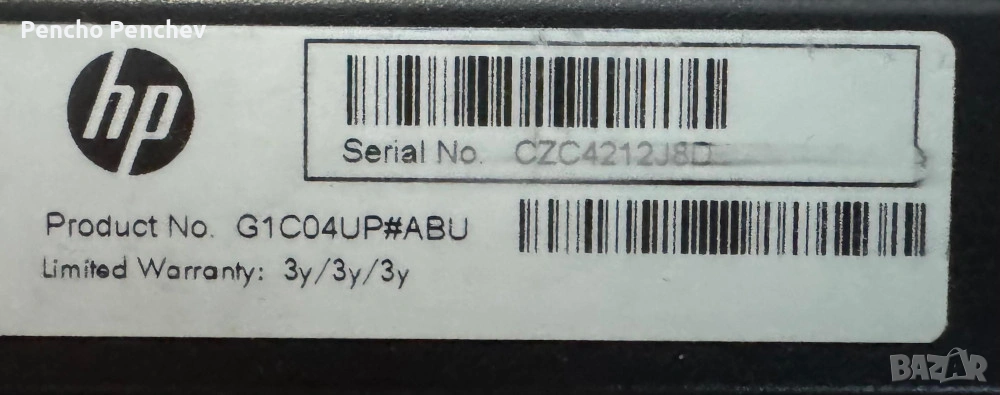 Pencho Penchev
hp
Serial No. CZC4212J8D
Product No. G1C04UP#ABU
Limited Warranty: 3y/3y/3y
BAZAR